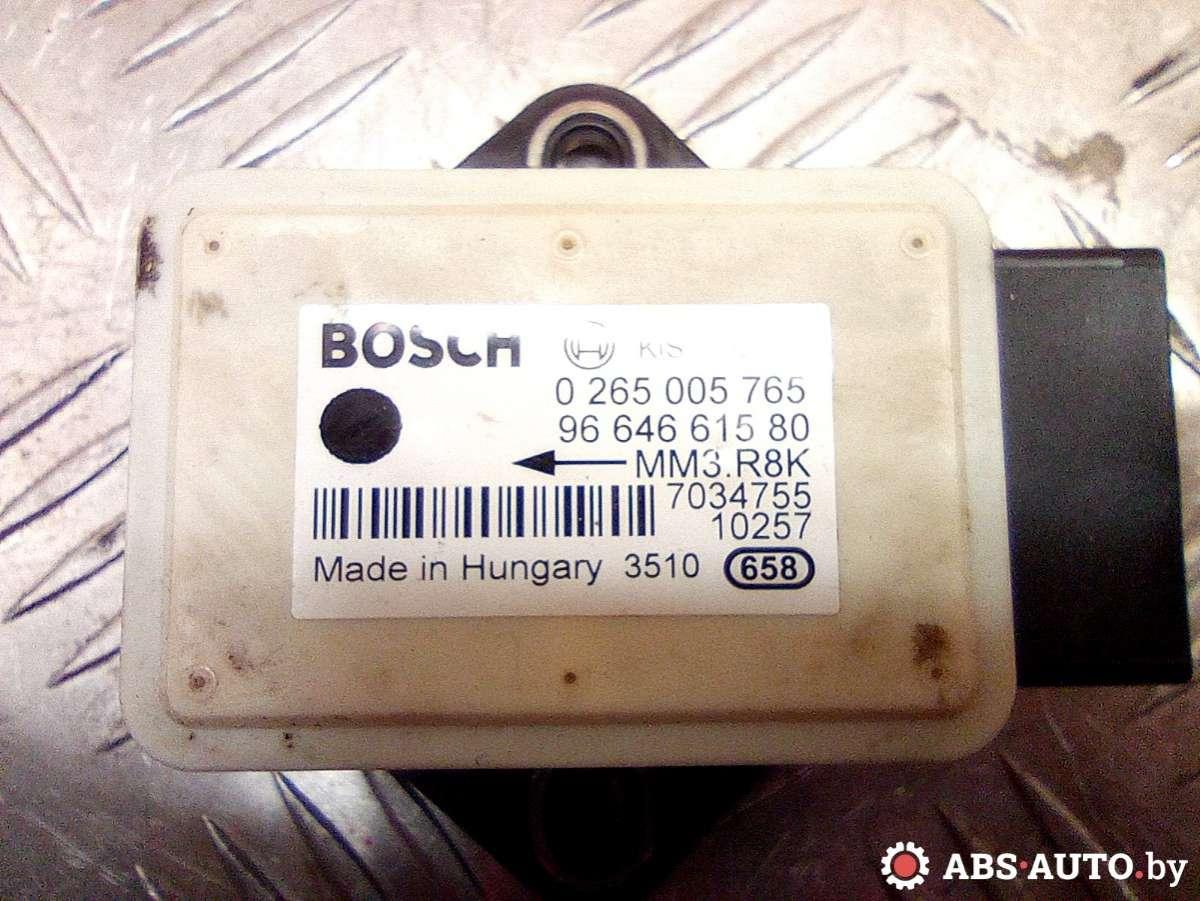 BOSCH
0 265 005 765
96 646 615 80
MM3.R8K
7034755
10257
Made in Hungary 3510 658
ABS·AUTO.by